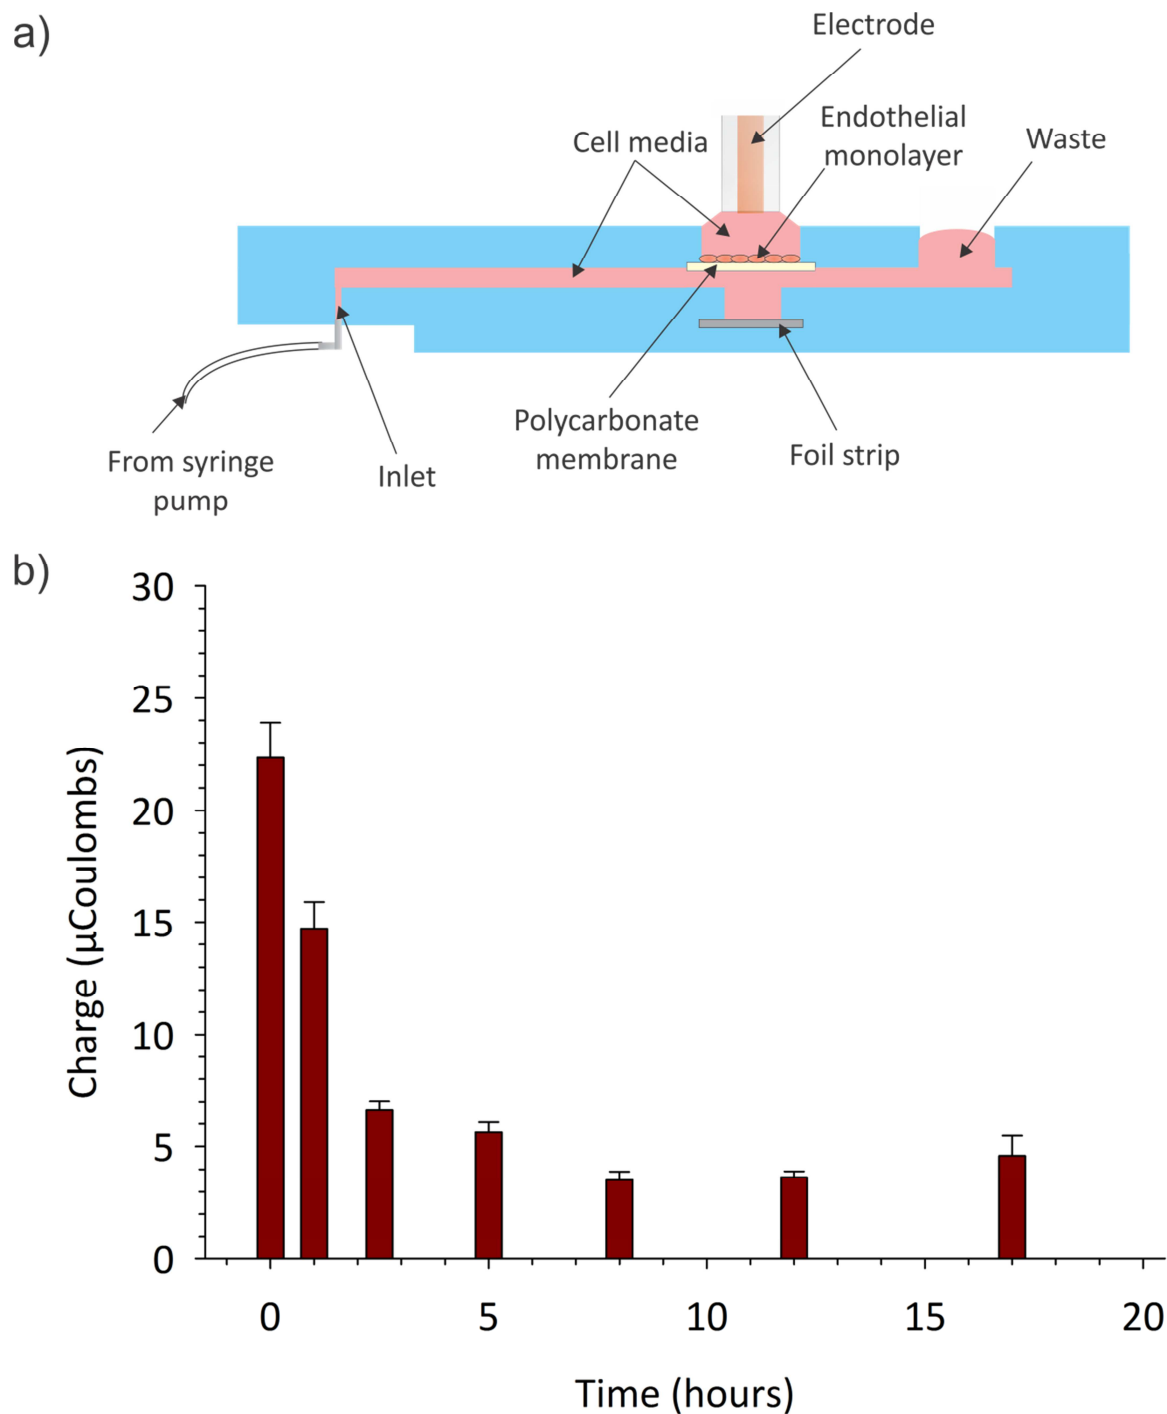 a)
Electrode
Cell media
Endothelial
monolayer
Waste
From syringe
pump
Inlet
Polycarbonate
membrane
Foil strip
b)
Charge (µCoulombs)
30
25
20
15
10
5
0
0 5 10 15 20
Time (hours)